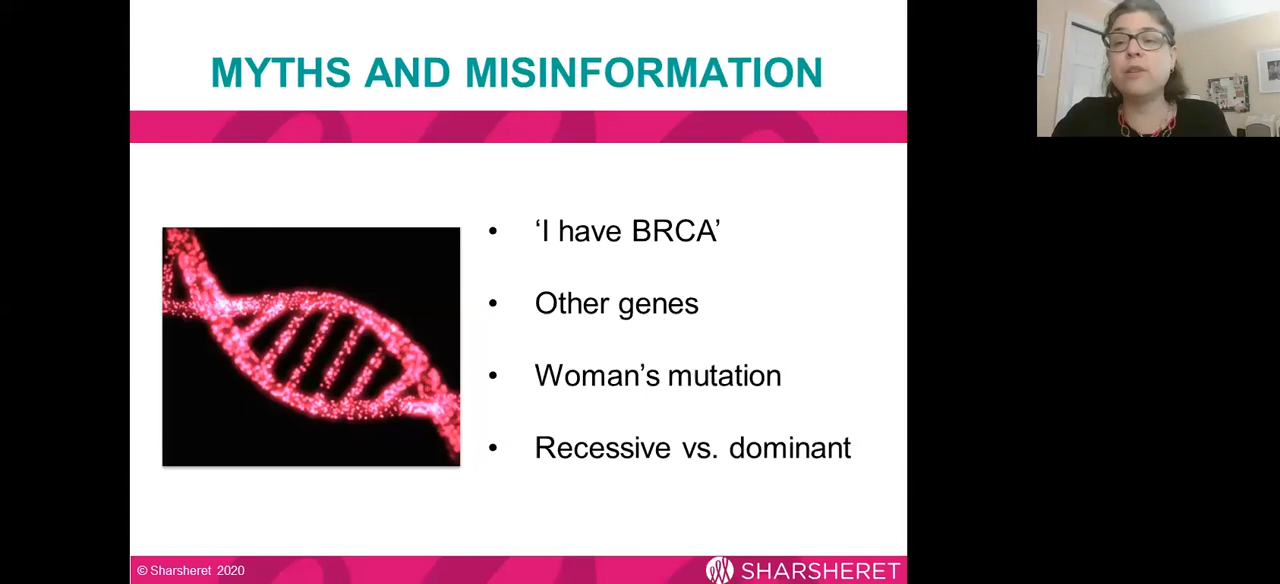 MYTHS AND MISINFORMATION
• ‘I have BRCA’
• Other genes
• Woman’s mutation
• Recessive vs. dominant
© Sharsheret 2020
SHARSHERET